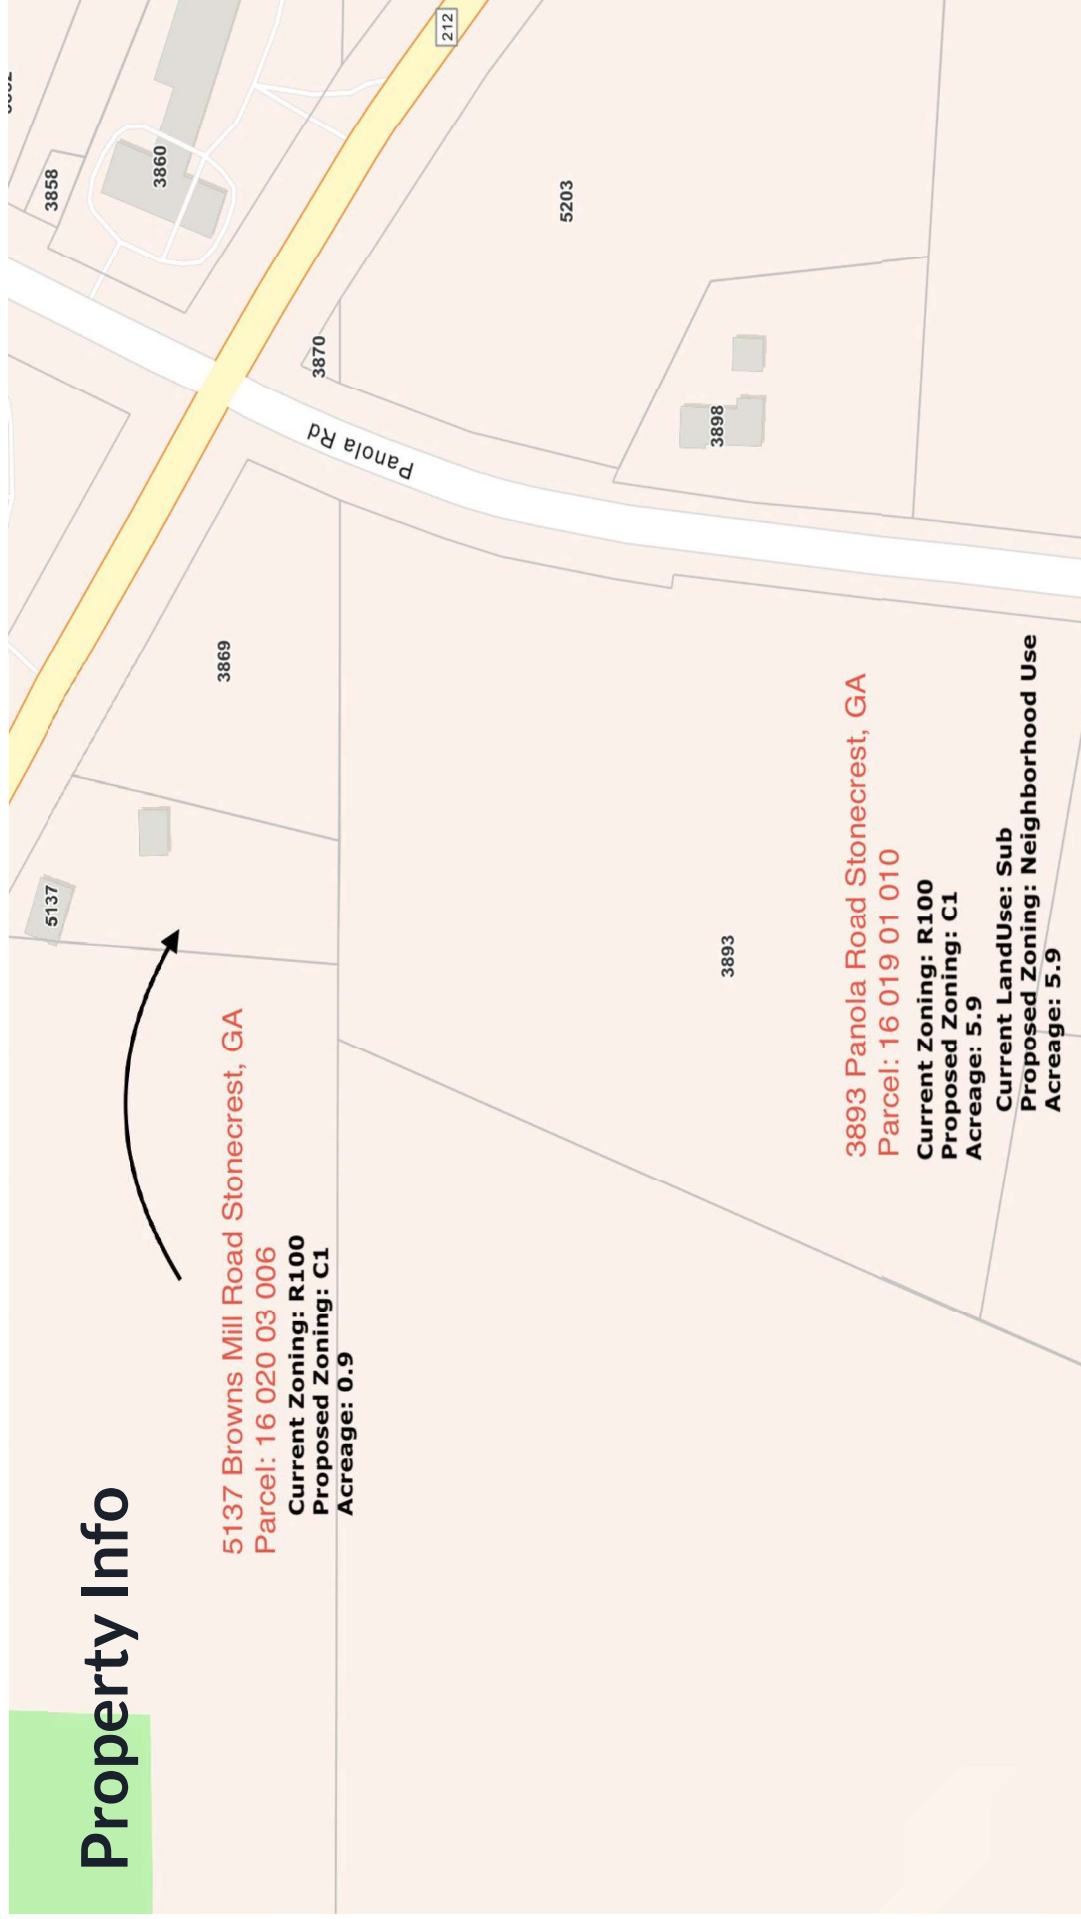 Property Info
5137 Browns Mill Road Stonecrest, GA
Parcel: 16 020 03 006
Current Zoning: R100
Proposed Zoning: C1
Acreage: 0.9
5137
3869
3858
3860
212
3870
Panola Rd
5203
3898
3893
3893 Panola Road Stonecrest, GA
Parcel: 16 019 01 010
Current Zoning: R100
Proposed Zoning: C1
Acreage: 5.9
Current LandUse: Sub
Proposed Zoning: Neighborhood Use
Acreage: 5.9